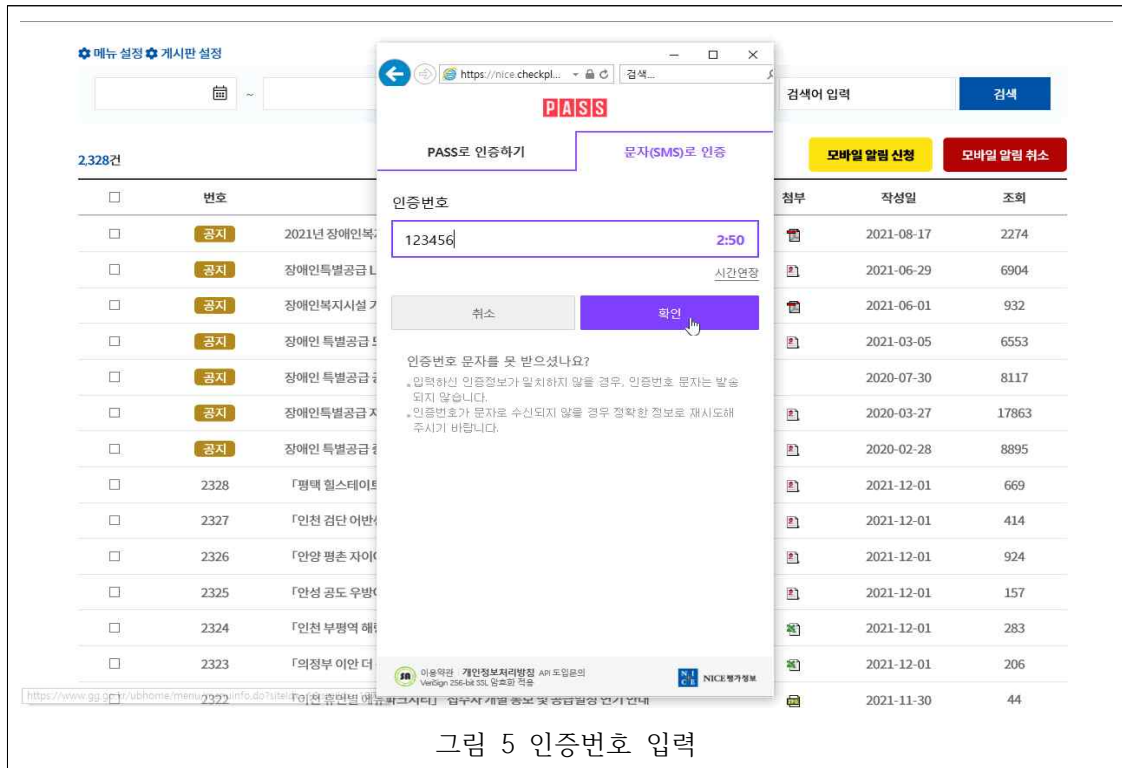 메뉴 설정 게시판 설정
~ 검색어 입력 검색
2,328건 모바일 알림 신청 모바일 알림 취소
번호 첨부 작성일 조회
공지 2021년 장애인복 2021-08-17 2274
공지 장애인특별공급 L 2021-06-29 6904
공지 장애인복지시설 2021-06-01 932
공지 장애인 특별공급 2021-03-05 6553
공지 장애인 특별공급 2020-07-30 8117
공지 장애인특별공급 2020-03-27 17863
공지 장애인 특별공급 2020-02-28 8895
2328 「평택 힐스테이트 2021-12-01 669
2327 「인천 검단 어반 2021-12-01 414
2326 「안양 평촌 자이 2021-12-01 924
2325 「안성 공도 우방 2021-12-01 157
2324 「인천 부평역 해 2021-12-01 283
2323 「의정부 이안 더 2021-12-01 206
2322 2021-11-30 44
https://nice.checkpl... 검색...
PASS
PASS로 인증하기 문자(SMS)로 인증
인증번호
123456 2:50
시간연장
취소 확인
인증번호 문자를 못 받으셨나요?
입력하신 인증정보가 일치하지 않을 경우, 인증번호 문자는 발송
되지 않습니다.
인증번호가 문자로 수신되지 않을 경우 정확한 정보로 재시도해
주시기 바랍니다.
이용약관 개인정보처리방침 API 도입문의
VeriSign 256-bit SSL 암호화 적용
NICE평가정보
그림 5 인증번호 입력